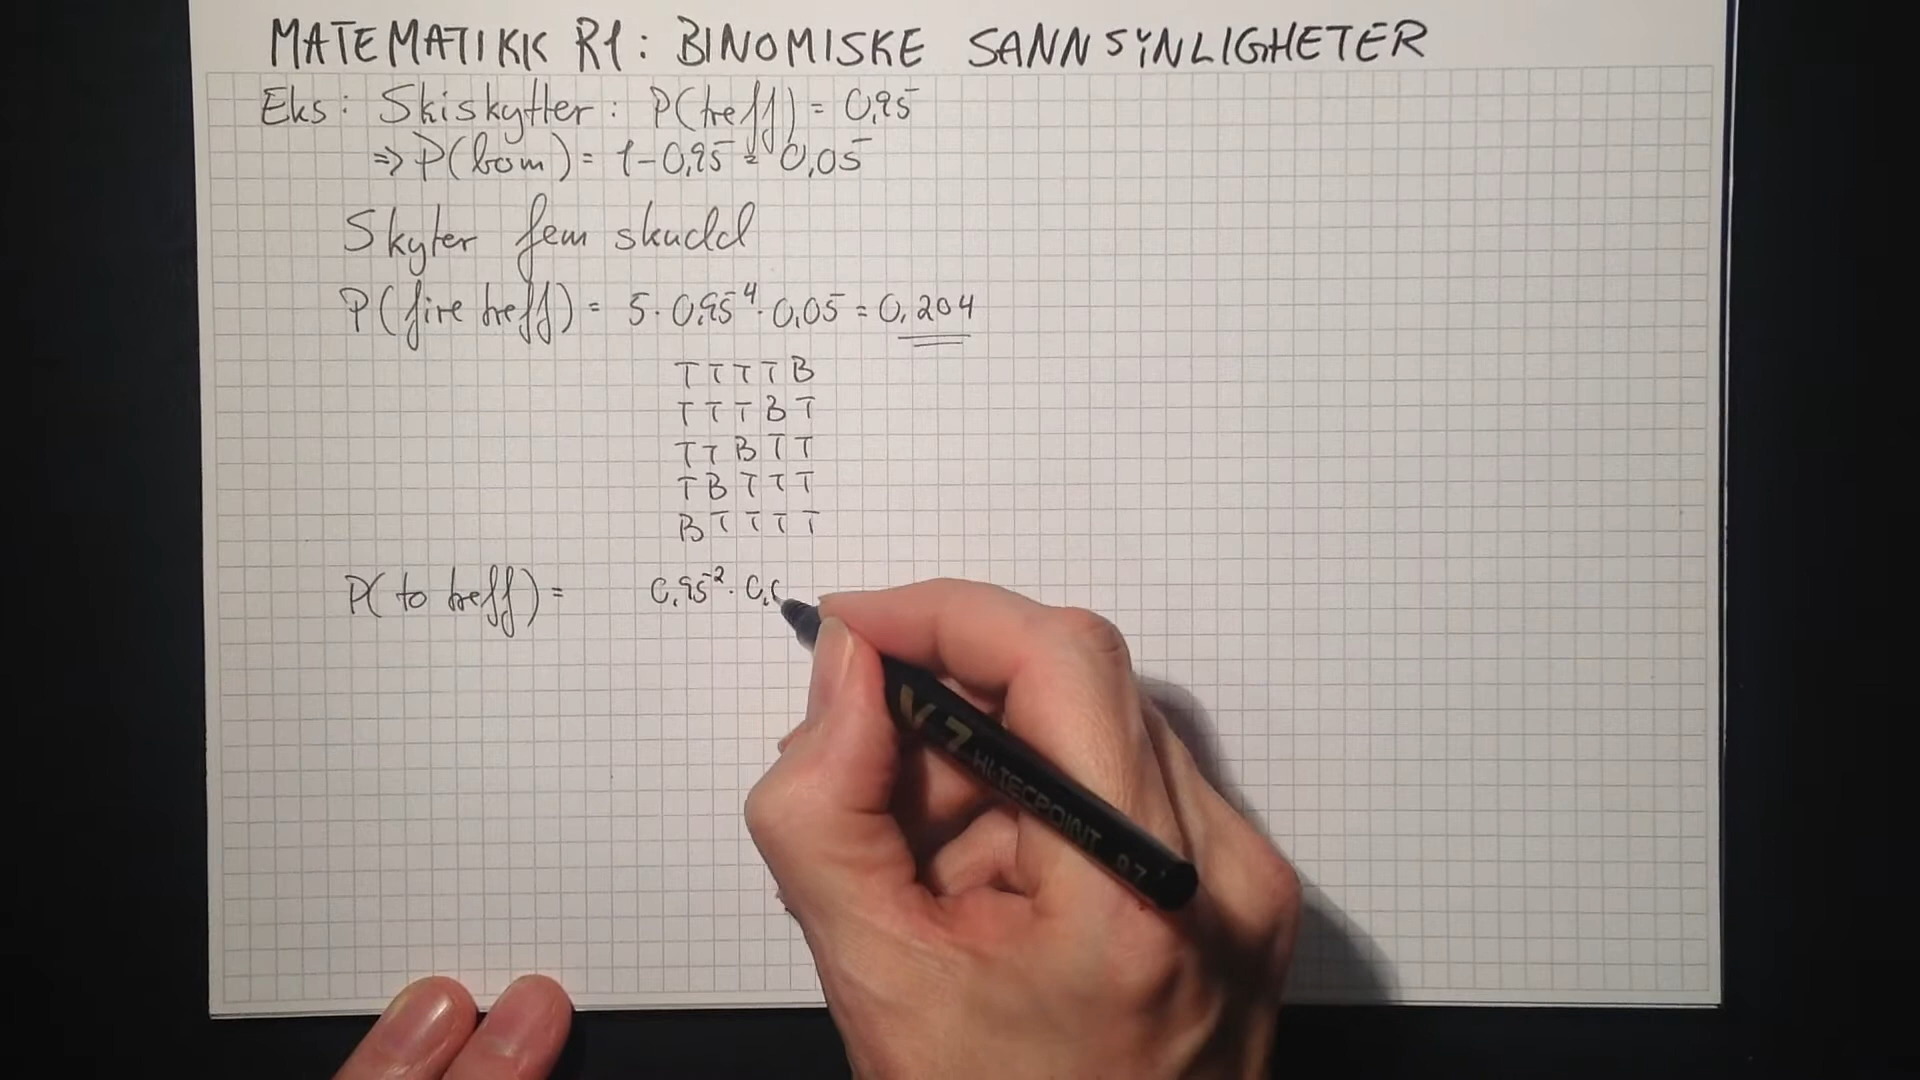 MATEMATIKK R1: BINOMISKE SANNSYNLIGHETER
Eks: Skiskytter: P(treff) = 0,95
=> P(bom) = 1-0,95 = 0,05
Skyter fem skudd
P(fire treff) = 5·0,95⁴·0,05 = 0,204
T T T T B
T T T B T
T T B T T
T B T T T
B T T T T
P(to treff) = 0,95²·0,0
V7 HI-TECPOINT 0.7